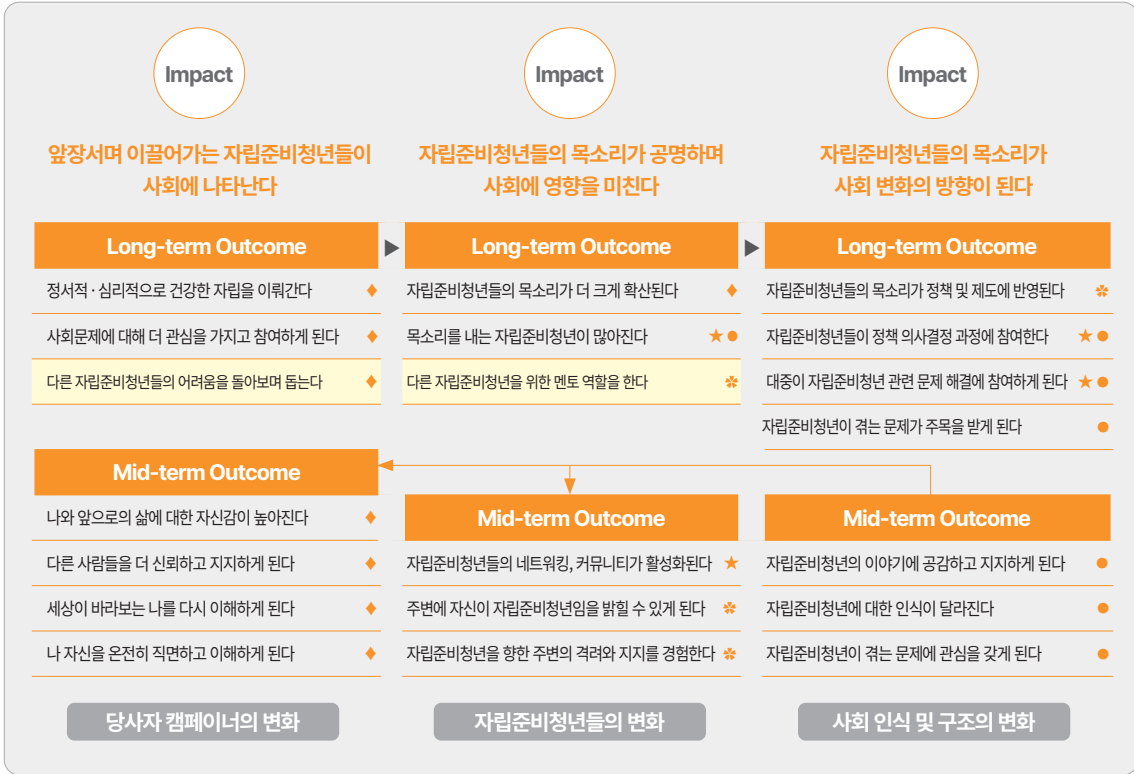 Impact
앞장서며 이끌어가는 자립준비청년들이
사회에 나타난다
Long-term Outcome
정서적 · 심리적으로 건강한 자립을 이뤄간다 ♦
사회문제에 대해 더 관심을 가지고 참여하게 된다 ♦
다른 자립준비청년들의 어려움을 돌아보며 돕는다 ♦
Mid-term Outcome
나와 앞으로의 삶에 대한 자신감이 높아진다 ♦
다른 사람들을 더 신뢰하고 지지하게 된다 ♦
세상이 바라보는 나를 다시 이해하게 된다 ♦
나 자신을 온전히 직면하고 이해하게 된다 ♦
당사자 캠페이너의 변화
Impact
자립준비청년들의 목소리가 공명하며
사회에 영향을 미친다
Long-term Outcome
자립준비청년들의 목소리가 더 크게 확산된다 ♦
목소리를 내는 자립준비청년이 많아진다 ★ ●
다른 자립준비청년을 위한 멘토 역할을 한다 ✽
Mid-term Outcome
자립준비청년들의 네트워킹, 커뮤니티가 활성화된다 ★
주변에 자신이 자립준비청년임을 밝힐 수 있게 된다 ✽
자립준비청년을 향한 주변의 격려와 지지를 경험한다 ✽
자립준비청년들의 변화
Impact
자립준비청년들의 목소리가
사회 변화의 방향이 된다
Long-term Outcome
자립준비청년들의 목소리가 정책 및 제도에 반영된다 ✽
자립준비청년들이 정책 의사결정 과정에 참여한다 ★ ●
대중이 자립준비청년 관련 문제 해결에 참여하게 된다 ★ ●
자립준비청년이 겪는 문제가 주목을 받게 된다 ●
Mid-term Outcome
자립준비청년의 이야기에 공감하고 지지하게 된다 ●
자립준비청년에 대한 인식이 달라진다 ●
자립준비청년이 겪는 문제에 관심을 갖게 된다 ●
사회 인식 및 구조의 변화